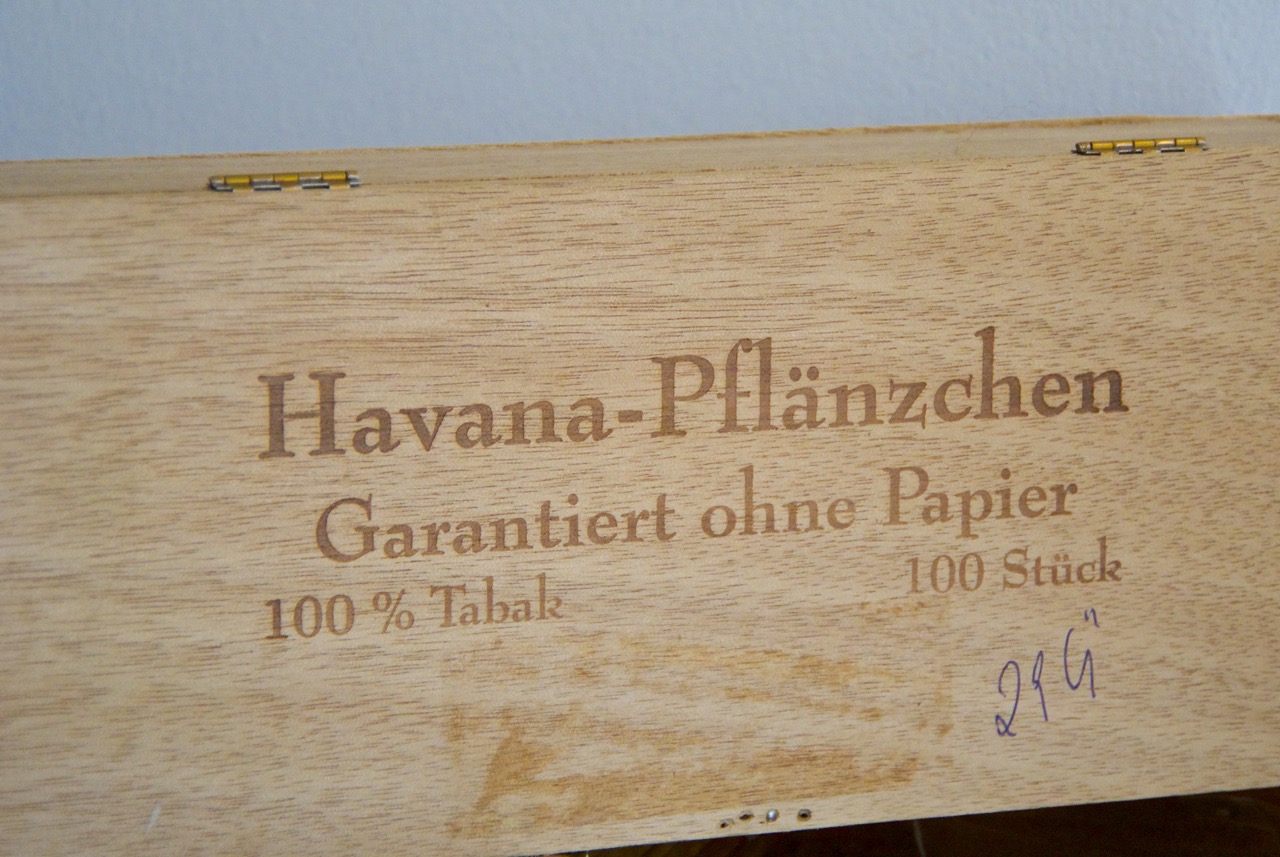 Havana-Pflänzchen
Garantiert ohne Papier
100 % Tabak
100 Stück